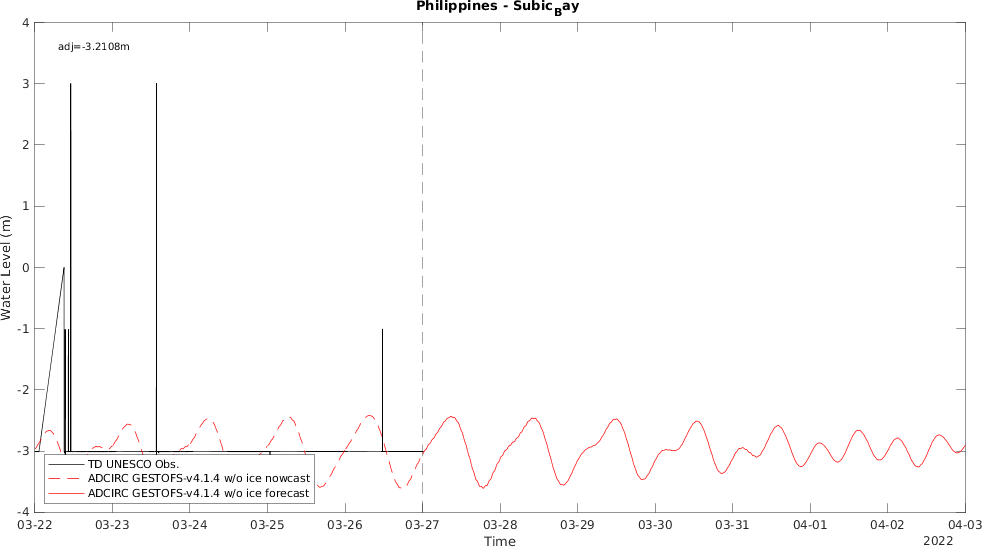 Philippines - Subic_Bay
adj=-3.2108m
Water Level (m)
4
3
2
1
0
-1
-2
-3
-4
TD UNESCO Obs.
ADCIRC GESTOFS-v4.1.4 w/o ice nowcast
ADCIRC GESTOFS-v4.1.4 w/o ice forecast
03-22 03-23 03-24 03-25 03-26 03-27 03-28 03-29 03-30 03-31 04-01 04-02 04-03
Time
2022